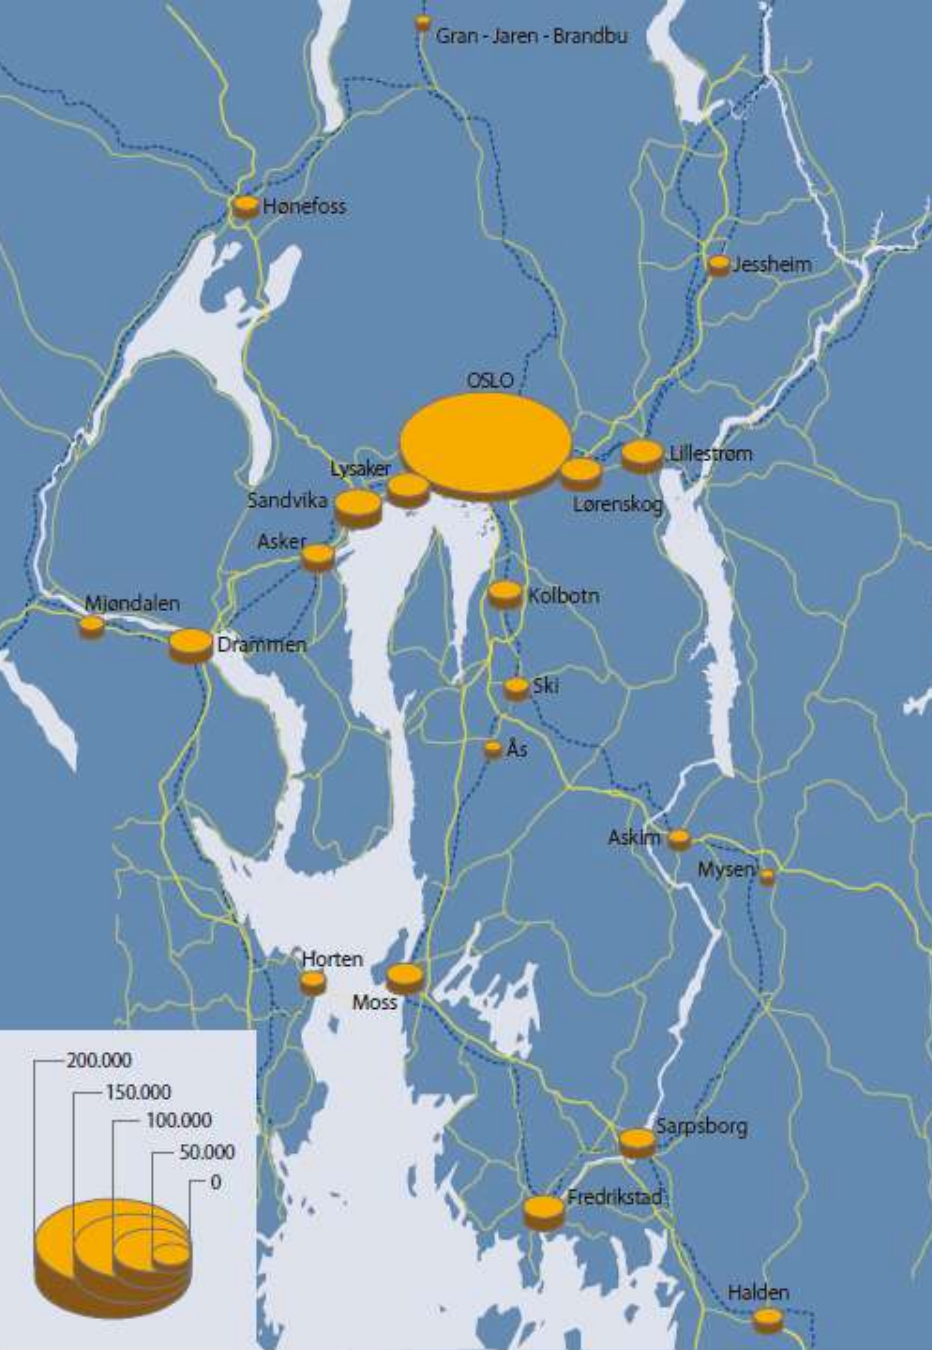 Gran - Jaren - Brandbu
Hønefoss
Jessheim
OSLO
Lysaker
Lillestrøm
Sandvika
Lørenskog
Asker
Kolbotn
Mjøndalen
Drammen
Ski
Ås
Askim
Mysen
Horten
Moss
200.000
150.000
100.000
50.000
0
Sarpsborg
Fredrikstad
Halden